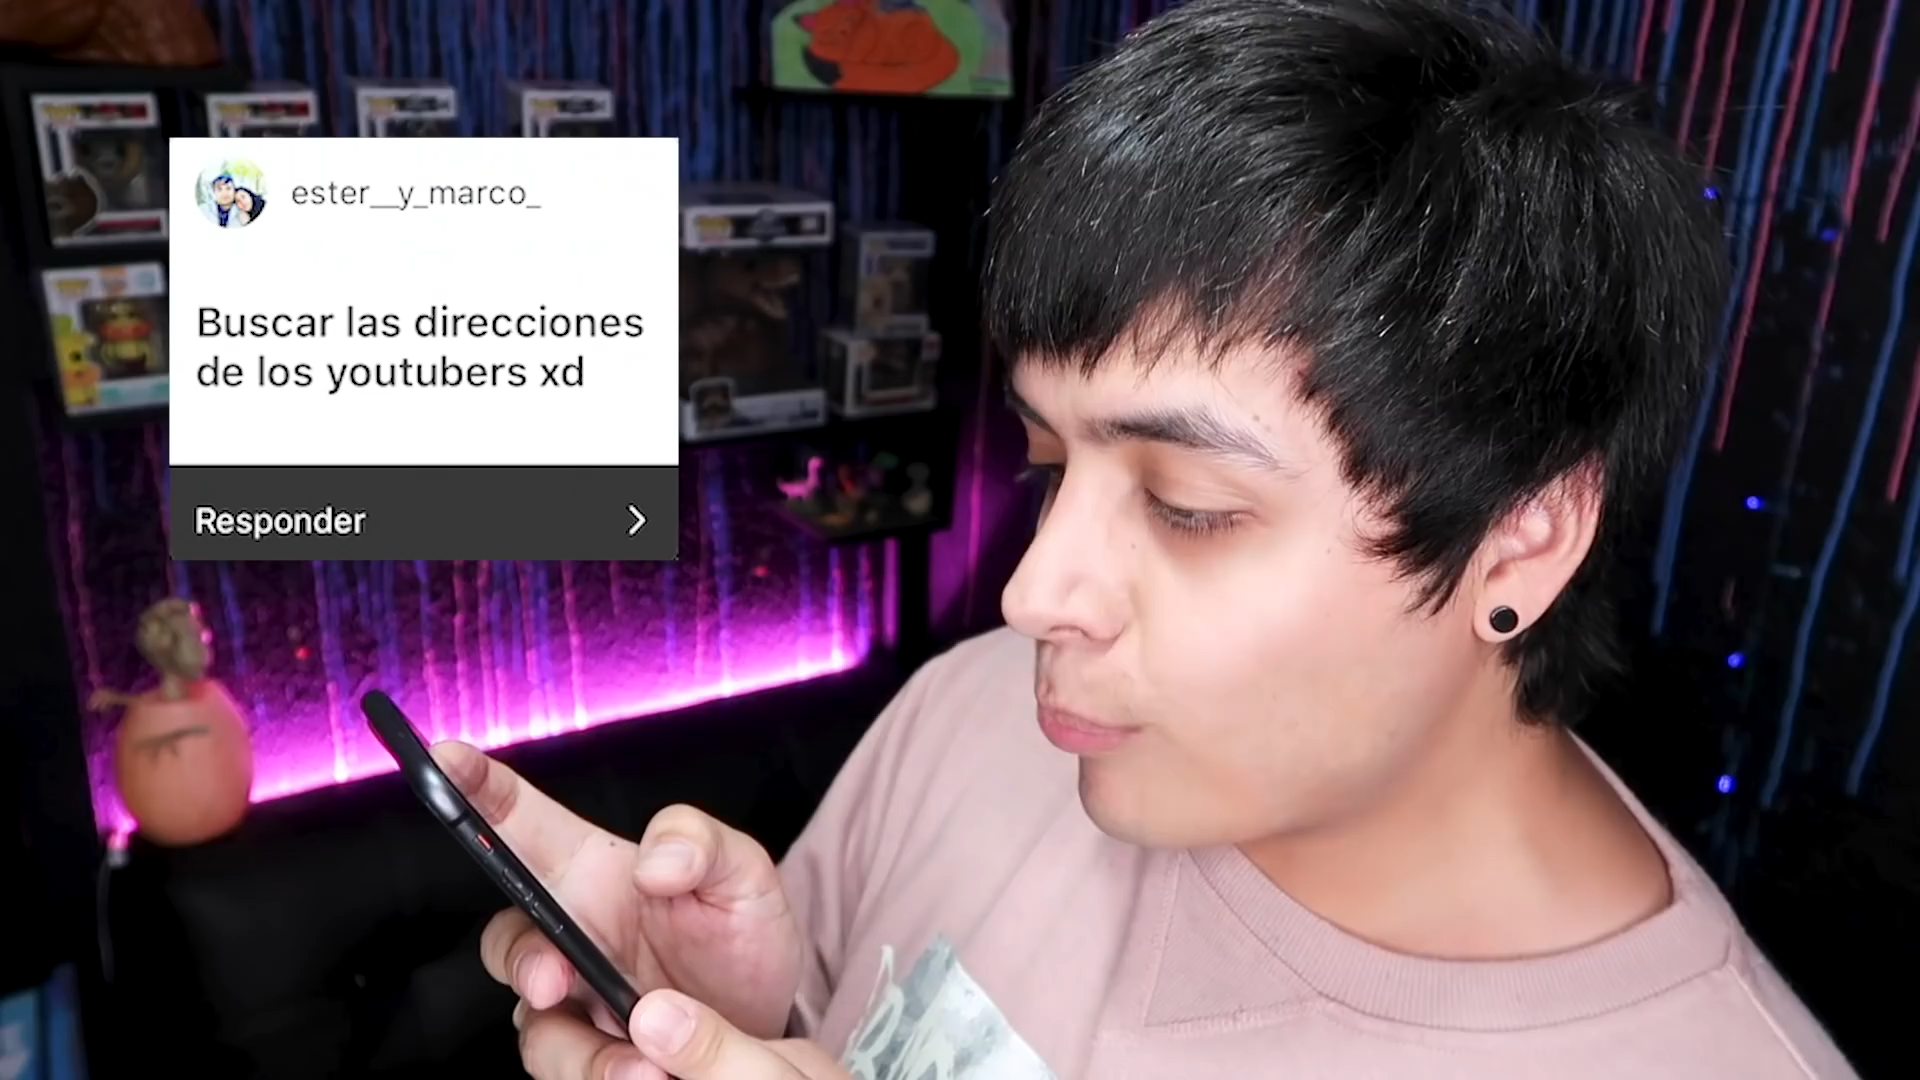 ester__y_marco_
Buscar las direcciones
de los youtubers xd
Responder